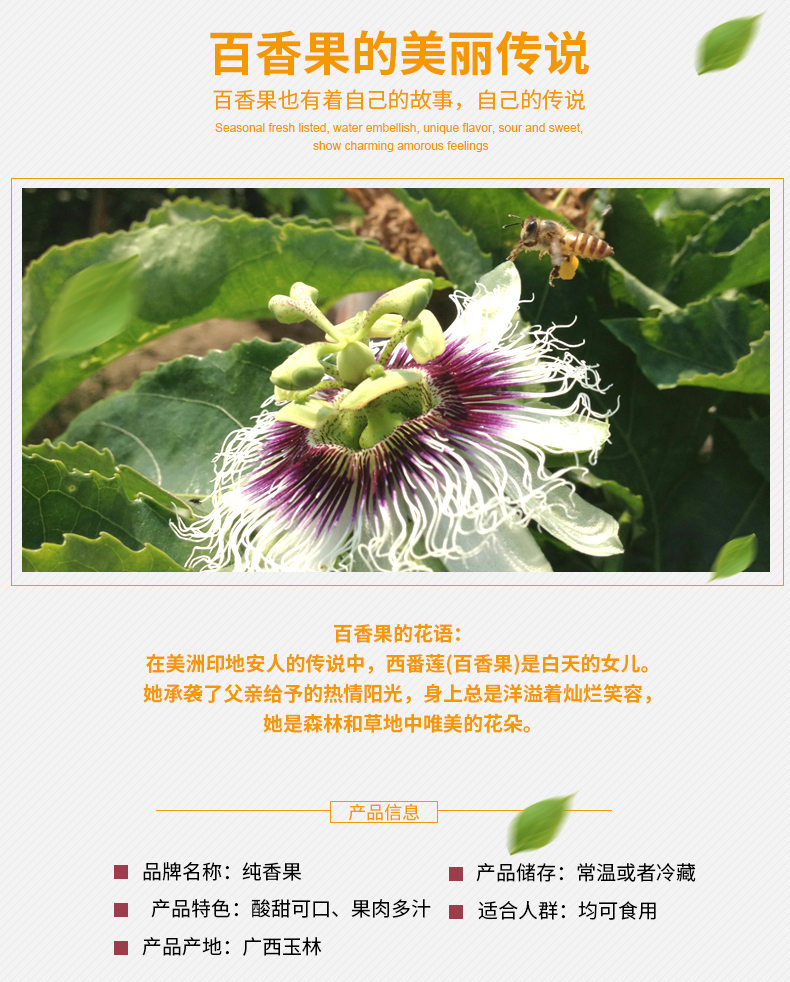 百香果的美丽传说
百香果也有着自己的故事，自己的传说
Seasonal fresh listed, water embellish, unique flavor, sour and sweet,
show charming amorous feelings
百香果的花语：
在美洲印地安人的传说中，西番莲(百香果)是白天的女儿。
她承袭了父亲给予的热情阳光，身上总是洋溢着灿烂笑容，
她是森林和草地中唯美的花朵。
产品信息
品牌名称：纯香果
产品储存：常温或者冷藏
产品特色：酸甜可口、果肉多汁
适合人群：均可食用
产品产地：广西玉林